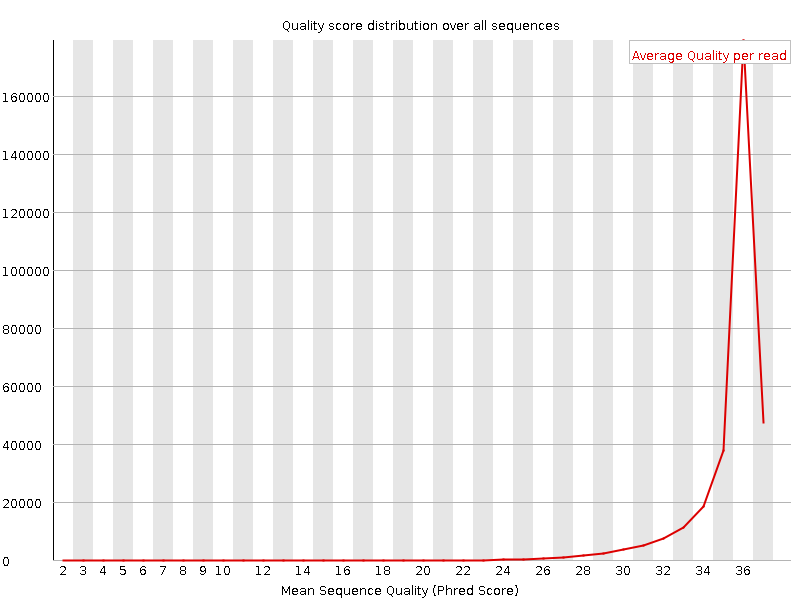 Quality score distribution over all sequences
Average Quality per read
160000
140000
120000
100000
80000
60000
40000
20000
0
2 3 4 5 6 7 8 9 10 12 14 16 18 20 22 24 26 28 30 32 34 36
Mean Sequence Quality (Phred Score)